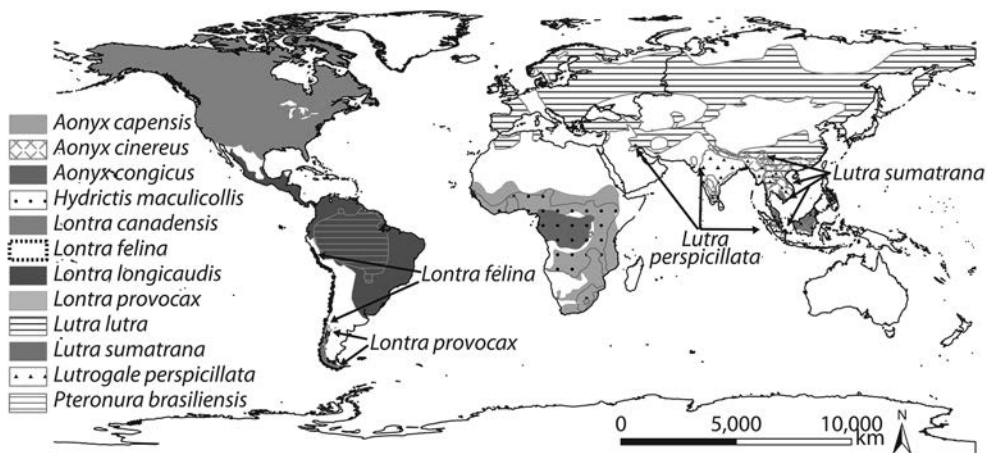 Aonyx capensis
Aonyx cinereus
Aonyx congicus
Hydrictis maculicollis
Lontra canadensis
Lontra felina
Lontra longicaudis
Lontra provocax
Lutra lutra
Lutra sumatrana
Lutrogale perspicillata
Pteronura brasiliensis
Lutra sumatrana
Lutra
perspicillata
Lontra felina
Lontra provocax
0 5,000 10,000
km
N